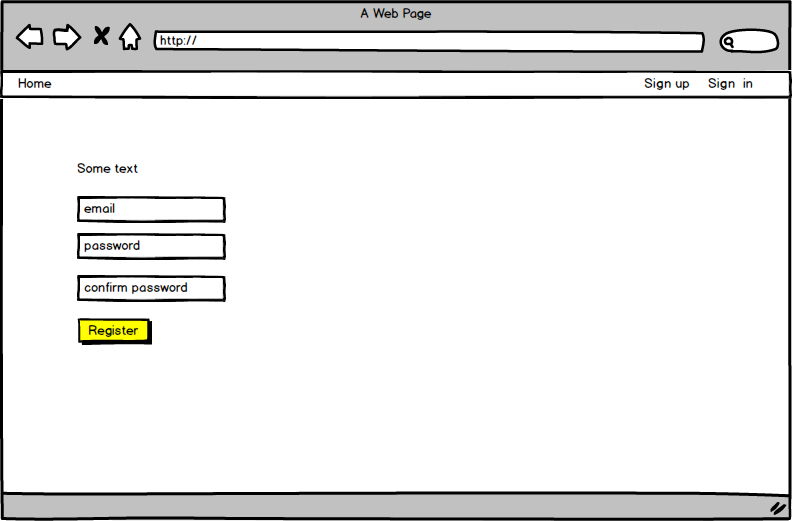 A Web Page
http://
Home Sign up Sign in
Some text
email
password
confirm password
Register